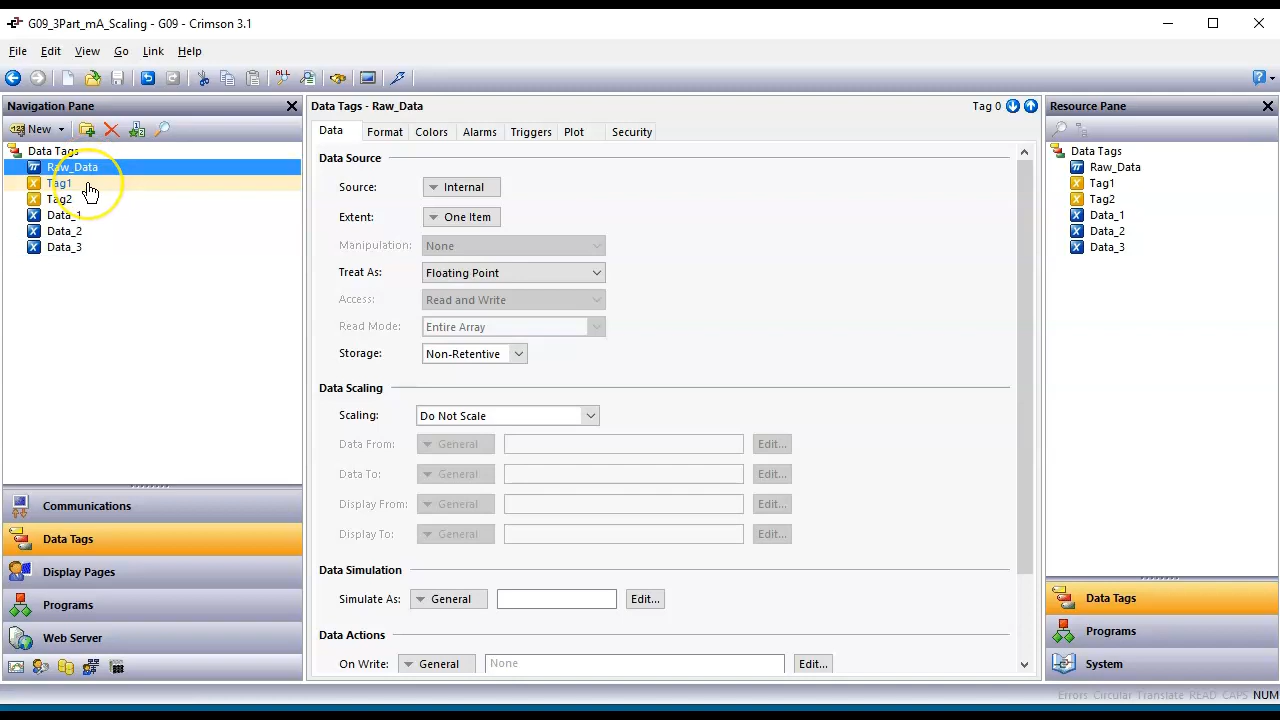 G09_3Part_mA_Scaling - G09 - Crimson 3.1
File Edit View Go Link Help
Navigation Pane
New
Data Tags
Raw_Data
Tag1
Tag2
Data_1
Data_2
Data_3
Communications
Data Tags
Display Pages
Programs
Web Server
Data Tags - Raw_Data
Tag 0
Data Format Colors Alarms Triggers Plot Security
Data Source
Source: Internal
Extent: One Item
Manipulation: None
Treat As: Floating Point
Access: Read and Write
Read Mode: Entire Array
Storage: Non-Retentive
Data Scaling
Scaling: Do Not Scale
Data From: General Edit...
Data To: General Edit...
Display From: General Edit...
Display To: General Edit...
Data Simulation
Simulate As: General Edit...
Data Actions
On Write: General None Edit...
Resource Pane
Data Tags
Raw_Data
Tag1
Tag2
Data_1
Data_2
Data_3
Data Tags
Programs
System
Errors Circular Translate READ CAPS NUM